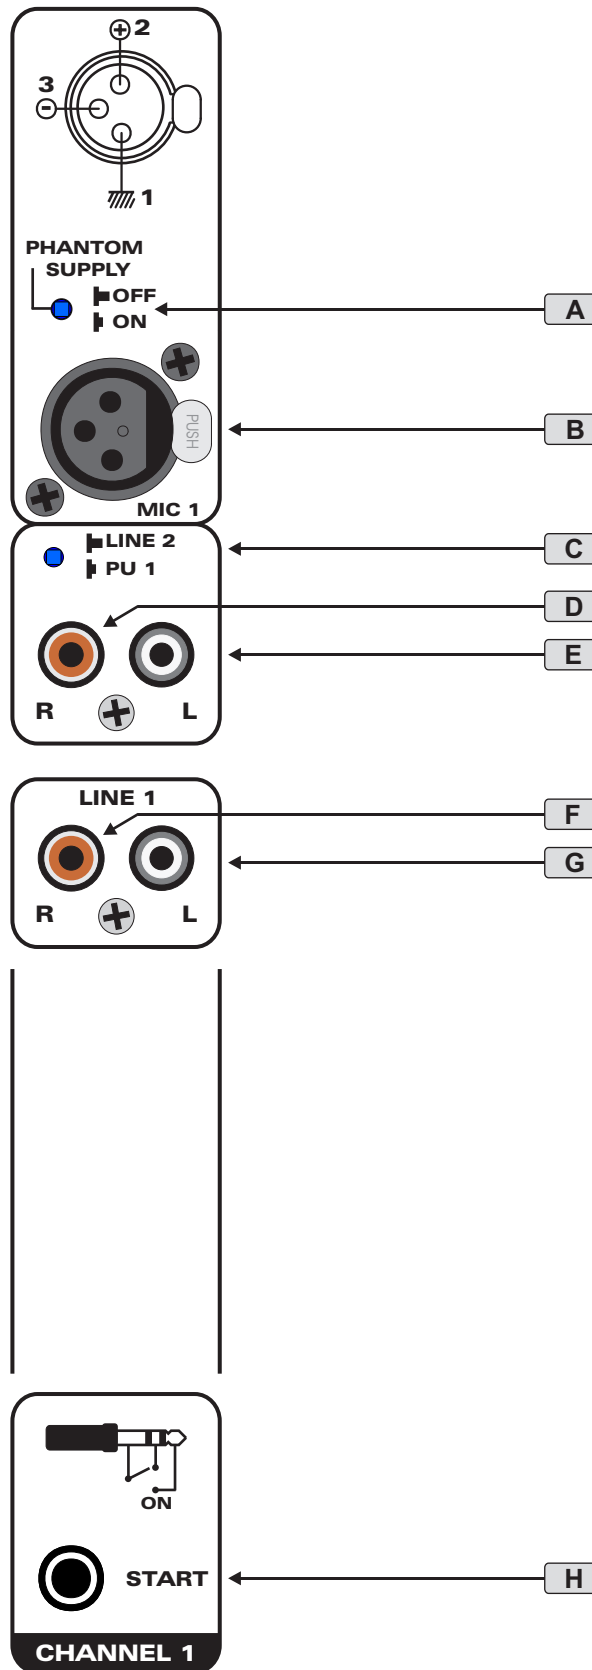 + 2
3
-
1
PHANTOM
SUPPLY
OFF
ON
A
PUSH
B
MIC 1
LINE 2
C
PU 1
D
E
R L
LINE 1
F
G
R L
ON
START
H
CHANNEL 1